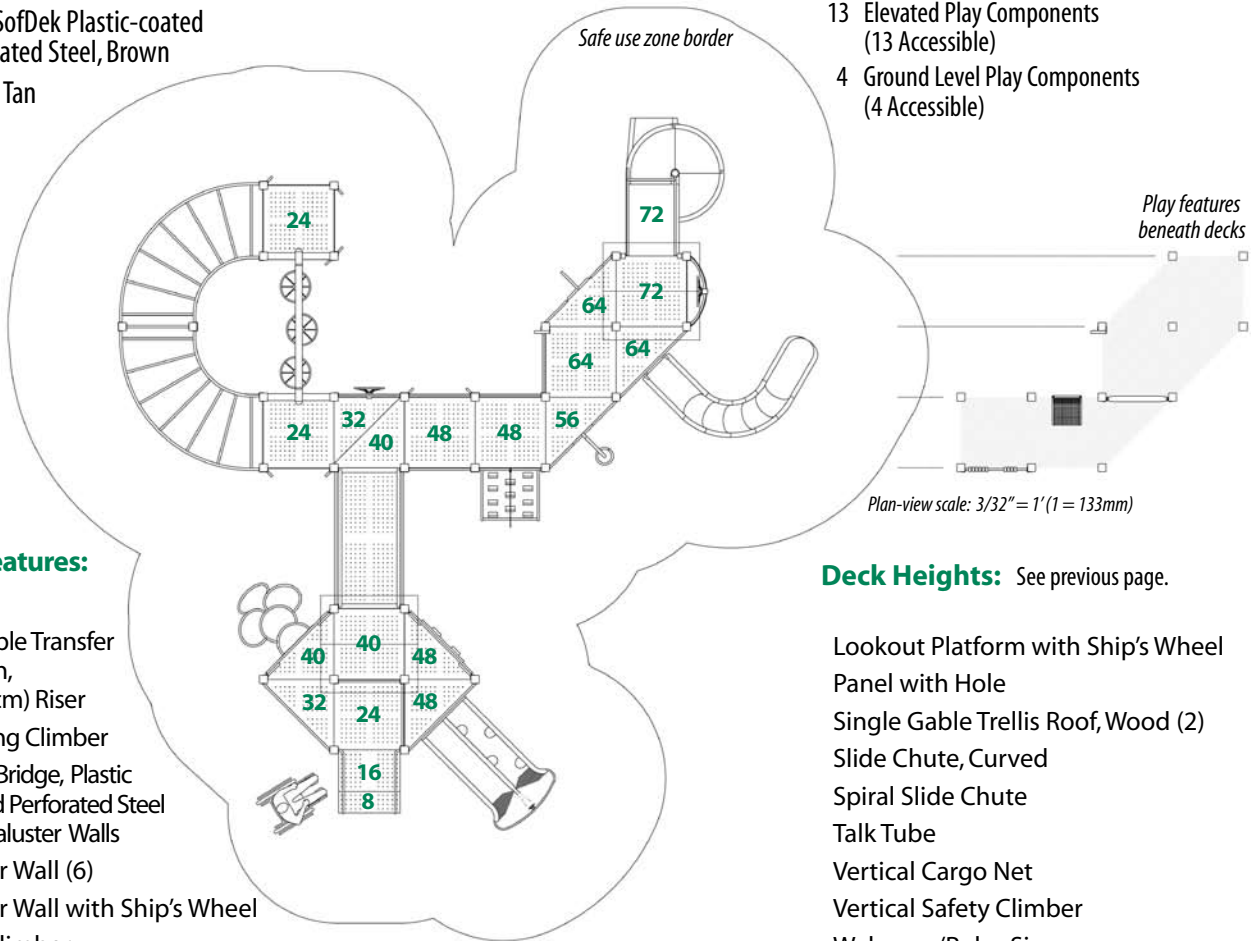 SofDek Plastic-coated
ated Steel, Brown
Tan
Safe use zone border
13 Elevated Play Components
(13 Accessible)
4 Ground Level Play Components
(4 Accessible)
Play features
beneath decks
24
72
72
64
64
64
24
32
40
48
48
56
Plan-view scale: 3/32" = 1' (1 = 133mm)
40
40
48
32
24
48
16
8
eatures:
ble Transfer
n,
cm) Riser
ng Climber
Bridge, Plastic
d Perforated Steel
aluster Walls
r Wall (6)
r Wall with Ship's Wheel
Deck Heights: See previous page.
Lookout Platform with Ship's Wheel
Panel with Hole
Single Gable Trellis Roof, Wood (2)
Slide Chute, Curved
Spiral Slide Chute
Talk Tube
Vertical Cargo Net
Vertical Safety Climber